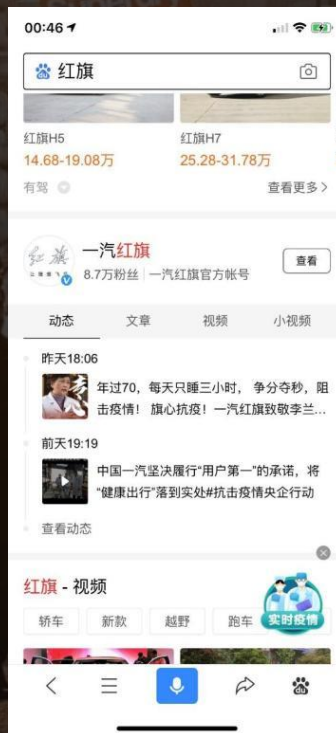 00:46
红旗
红旗H5
红旗H7
14.68-19.08万
25.28-31.78万
有驾
查看更多
一汽红旗
8.7万粉丝 一汽红旗官方帐号
查看
动态 文章 视频 小视频
昨天18:06
年过70，每天只睡三小时， 争分夺秒，阻
击疫情！ 旗心抗疫！一汽红旗致敬李兰...
前天19:19
中国一汽坚决履行“用户第一”的承诺，将
“健康出行”落到实处#抗击疫情央企行动
查看动态
红旗 - 视频
轿车 新款 越野 跑车
实时疫情